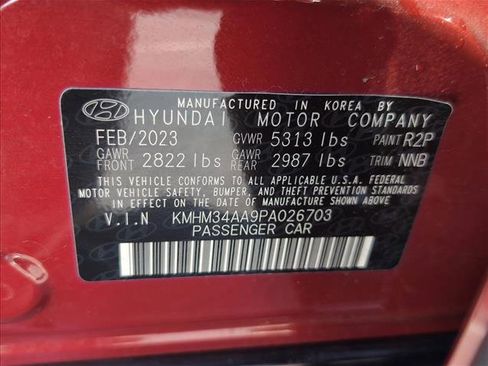 MANUFACTURED IN KOREA BY
HYUNDAI MOTOR COMPANY
FEB/2023 GVWR 5313 lbs PAINT R2P
GAWR FRONT 2822 lbs GAWR REAR 2987 lbs TRIM NNB
THIS VEHICLE CONFORMS TO ALL APPLICABLE U.S. FEDERAL
MOTOR VEHICLE SAFETY, BUMPER, AND THEFT PREVENTION STANDARDS
IN EFFECT ON THE DATE OF MANUFACTURE SHOWN ABOVE.
V.I.N KMHM34AA9PA026703
PASSENGER CAR